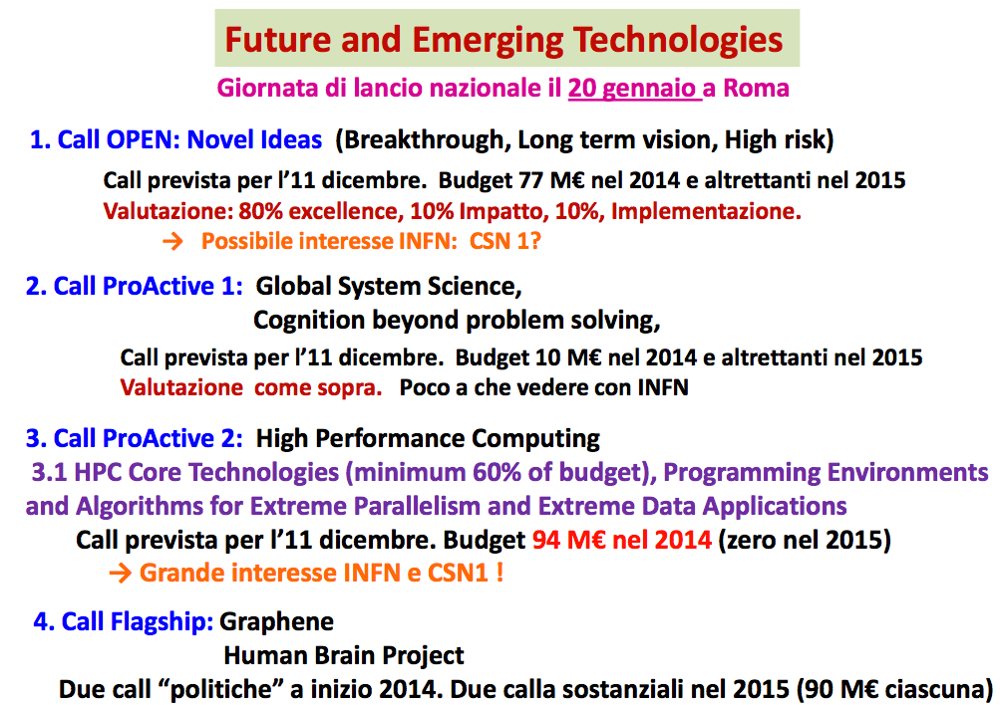 Future and Emerging Technologies
Giornata di lancio nazionale il 20 gennaio a Roma
1. Call OPEN: Novel Ideas (Breakthrough, Long term vision, High risk)
Call prevista per l’11 dicembre. Budget 77 M€ nel 2014 e altrettanti nel 2015
Valutazione: 80% excellence, 10% Impatto, 10%, Implementazione.
→ Possibile interesse INFN: CSN 1?
2. Call ProActive 1: Global System Science,
Cognition beyond problem solving,
Call prevista per l’11 dicembre. Budget 10 M€ nel 2014 e altrettanti nel 2015
Valutazione come sopra. Poco a che vedere con INFN
3. Call ProActive 2: High Performance Computing
3.1 HPC Core Technologies (minimum 60% of budget), Programming Environments
and Algorithms for Extreme Parallelism and Extreme Data Applications
Call prevista per l’11 dicembre. Budget 94 M€ nel 2014 (zero nel 2015)
→ Grande interesse INFN e CSN1 !
4. Call Flagship: Graphene
Human Brain Project
Due call “politiche” a inizio 2014. Due calla sostanziali nel 2015 (90 M€ ciascuna)